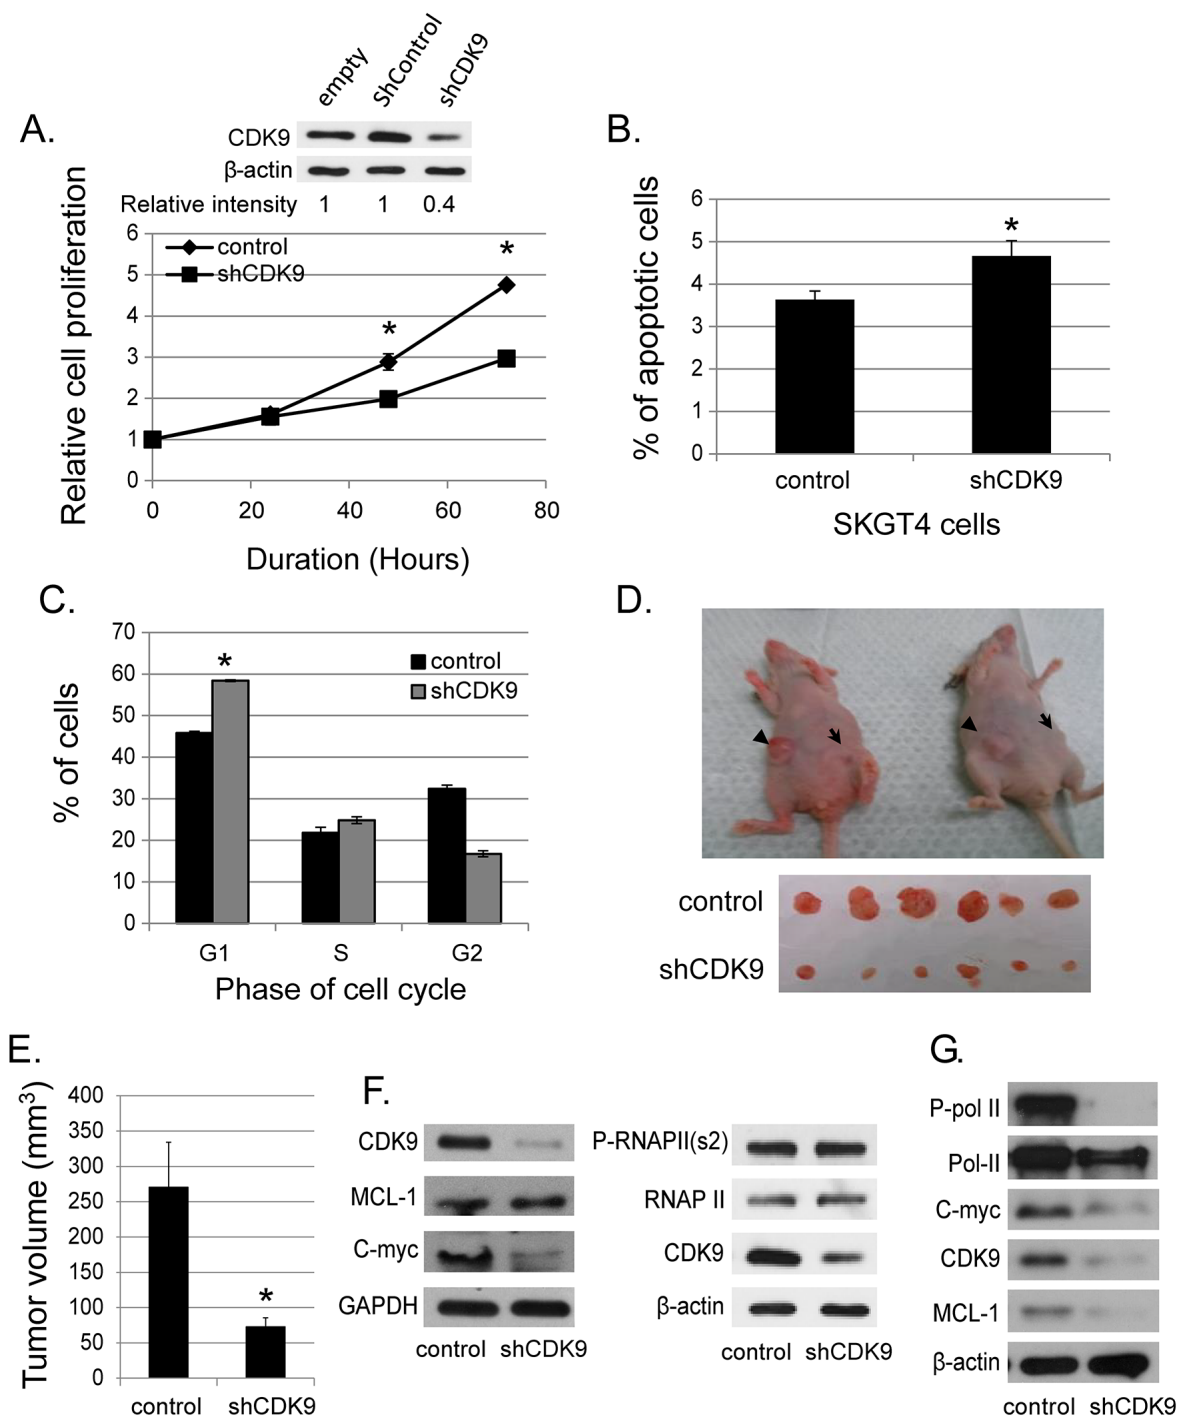 A.
empty
ShControl
shCDK9
CDK9
β-actin
Relative intensity 1 1 0.4
Relative cell proliferation
6
5
4
3
2
1
0
control
shCDK9
*
*
0 20 40 60 80
Duration (Hours)
B.
% of apoptotic cells
6
5
4
3
2
1
0
*
control shCDK9
SKGT4 cells
C.
% of cells
70
60
50
40
30
20
10
0
*
control
shCDK9
G1 S G2
Phase of cell cycle
D.
control
shCDK9
E.
Tumor volume (mm³)
400
350
300
250
200
150
100
50
0
*
control shCDK9
F.
CDK9
MCL-1
C-myc
GAPDH
control shCDK9
P-RNAPII(s2)
RNAP II
CDK9
β-actin
control shCDK9
G.
P-pol II
Pol-II
C-myc
CDK9
MCL-1
β-actin
control shCDK9